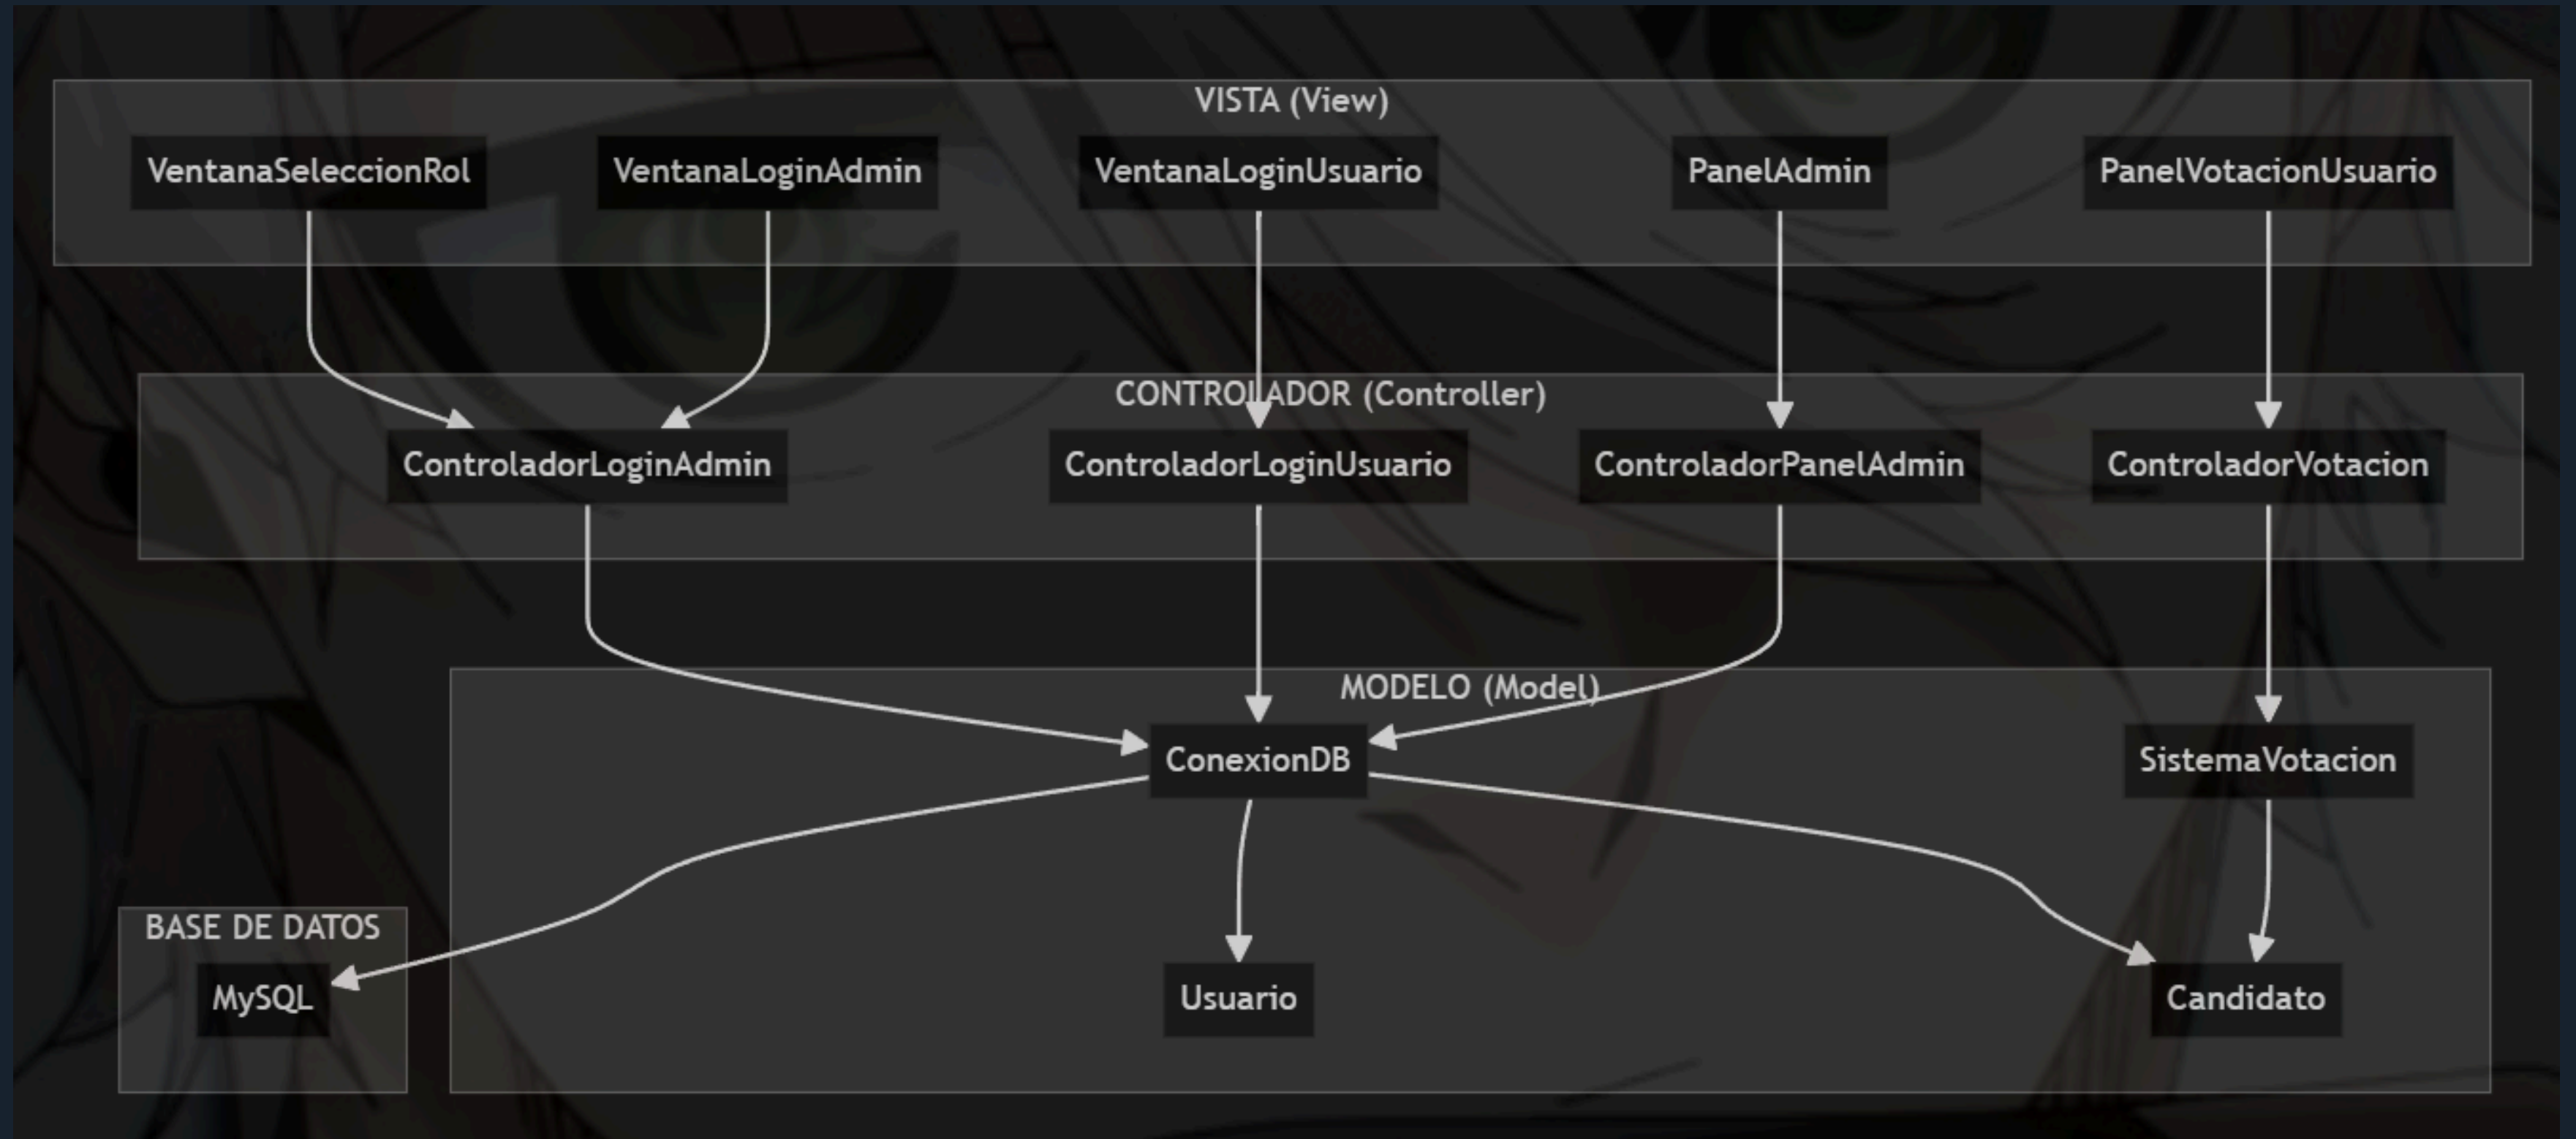 VISTA (View)
VentanaSeleccionRol
VentanaLoginAdmin
VentanaLoginUsuario
PanelAdmin
PanelVotacionUsuario
CONTROLADOR (Controller)
ControladorLoginAdmin
ControladorLoginUsuario
ControladorPanelAdmin
ControladorVotacion
MODELO (Model)
ConexionDB
SistemaVotacion
BASE DE DATOS
MySQL
Usuario
Candidato